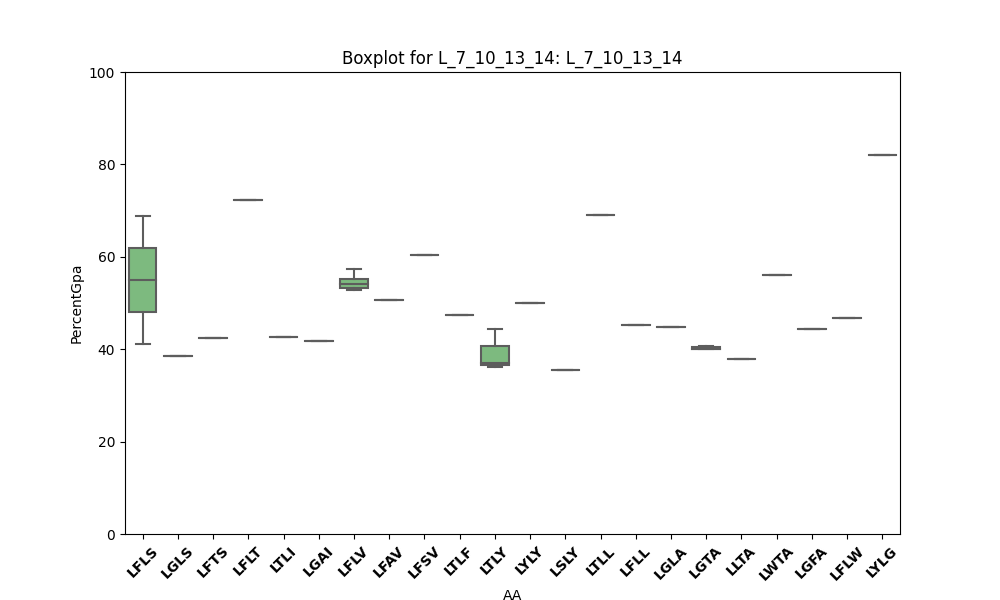 Boxplot for L_7_10_13_14: L_7_10_13_14
100
80
60
40
20
0
PercentGpa
LFLS LGLS LFTS LFLT LTLI LGAI LFLV LFAV LFSV LTLF LTLY LYLY LSLY LTLL LFLL LGLA LGTA LLTA LWTA LGFA LFLW LYLG
AA